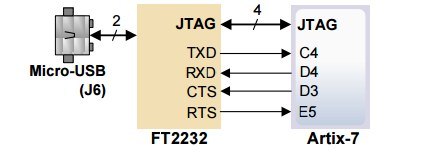 2
4
JTAG
JTAG
TXD
C4
RXD
D4
CTS
D3
RTS
E5
Micro-USB
(J6)
FT2232
Artix-7